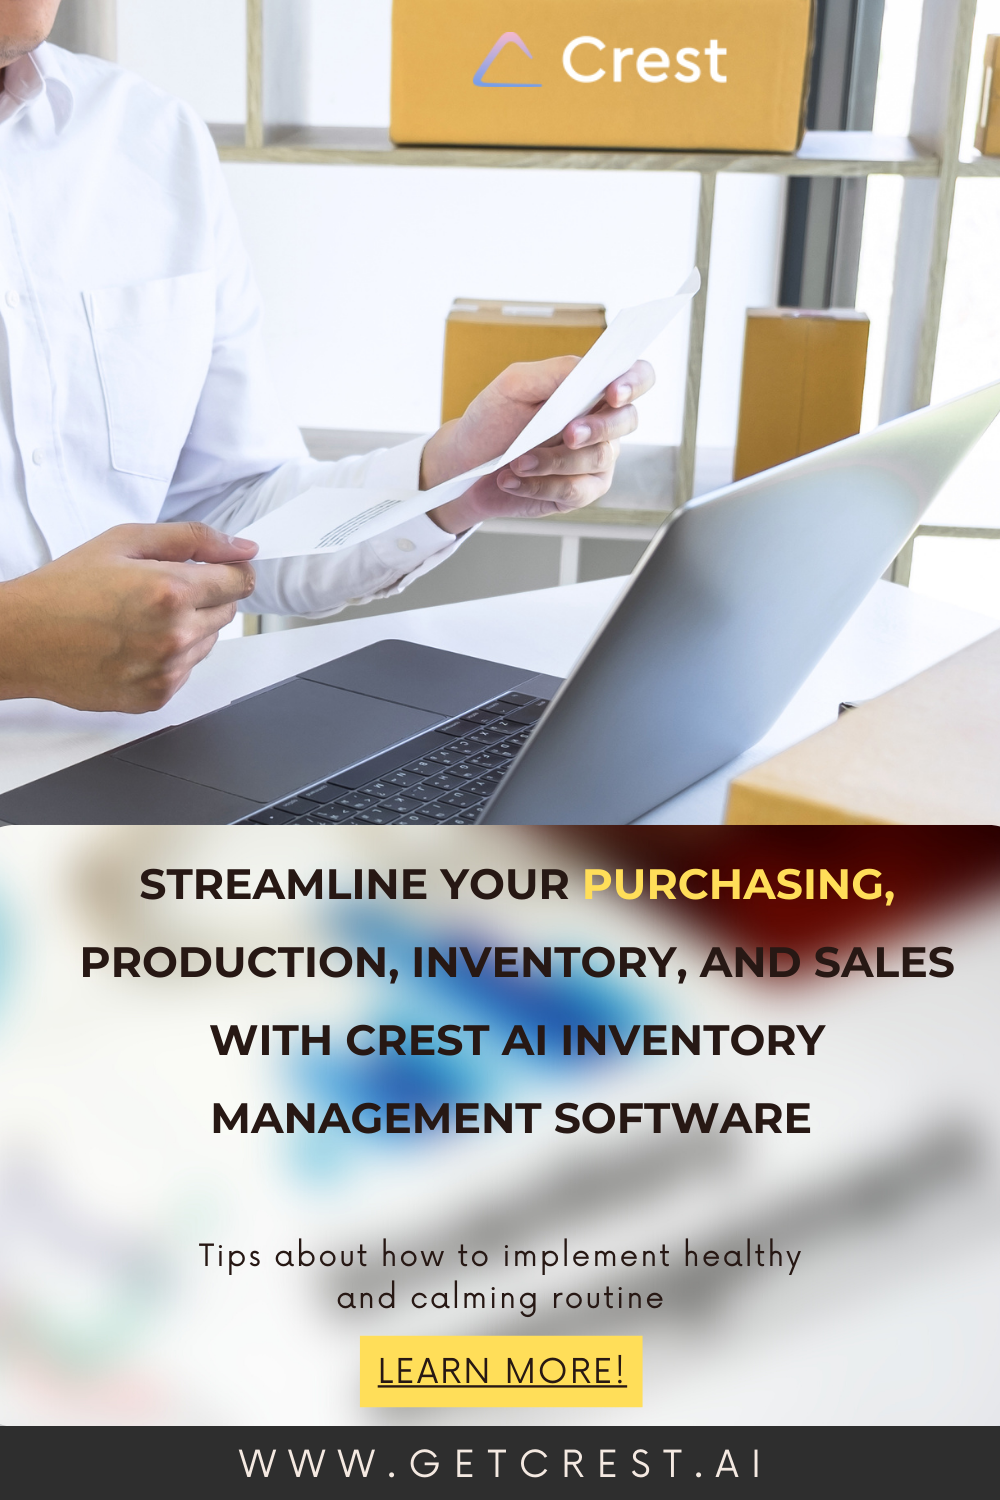 Crest
STREAMLINE YOUR PURCHASING,
PRODUCTION, INVENTORY, AND SALES
WITH CREST AI INVENTORY
MANAGEMENT SOFTWARE
Tips about how to implement healthy
and calming routine
LEARN MORE!
WWW.GETCREST.AI